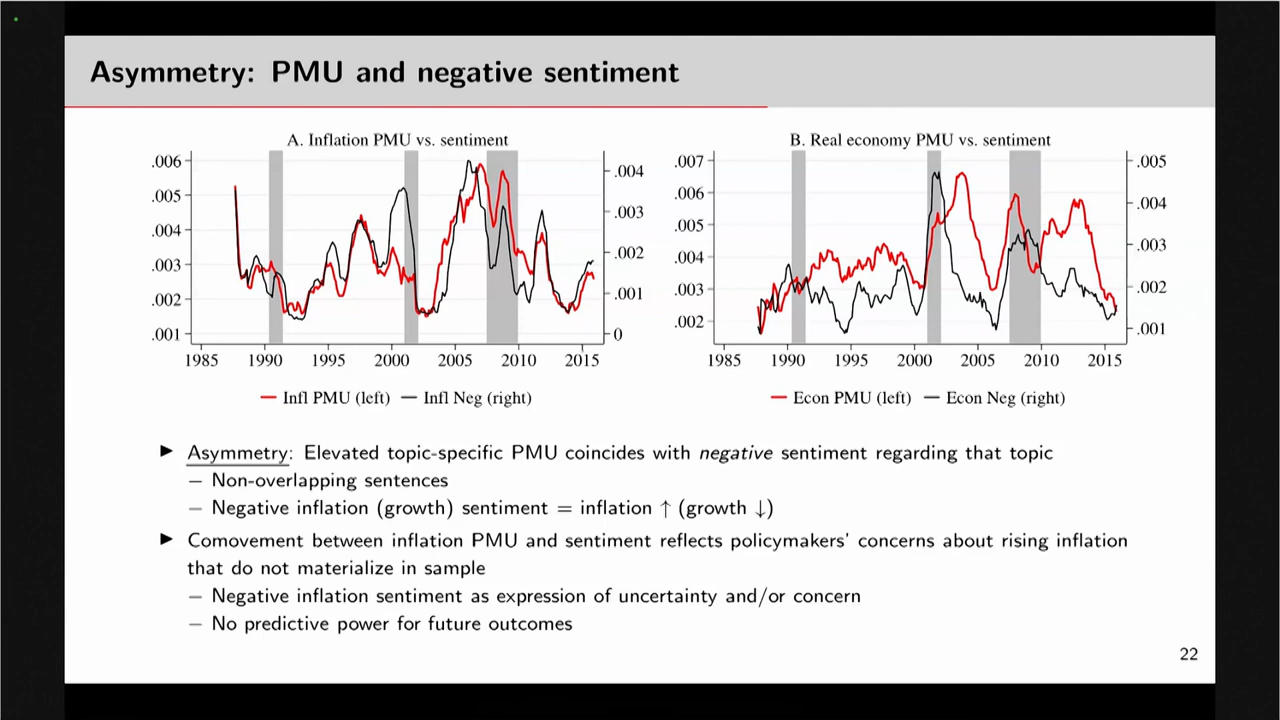 Asymmetry: PMU and negative sentiment
A. Inflation PMU vs. sentiment
.006
.005
.004
.003
.002
.001
.004
.003
.002
.001
0
1985 1990 1995 2000 2005 2010 2015
Infl PMU (left) Infl Neg (right)
B. Real economy PMU vs. sentiment
.007
.006
.005
.004
.003
.002
.005
.004
.003
.002
.001
1985 1990 1995 2000 2005 2010 2015
Econ PMU (left) Econ Neg (right)
▶ Asymmetry: Elevated topic-specific PMU coincides with negative sentiment regarding that topic
– Non-overlapping sentences
– Negative inflation (growth) sentiment = inflation ↑ (growth ↓)
▶ Comovement between inflation PMU and sentiment reflects policymakers' concerns about rising inflation
that do not materialize in sample
– Negative inflation sentiment as expression of uncertainty and/or concern
– No predictive power for future outcomes
22